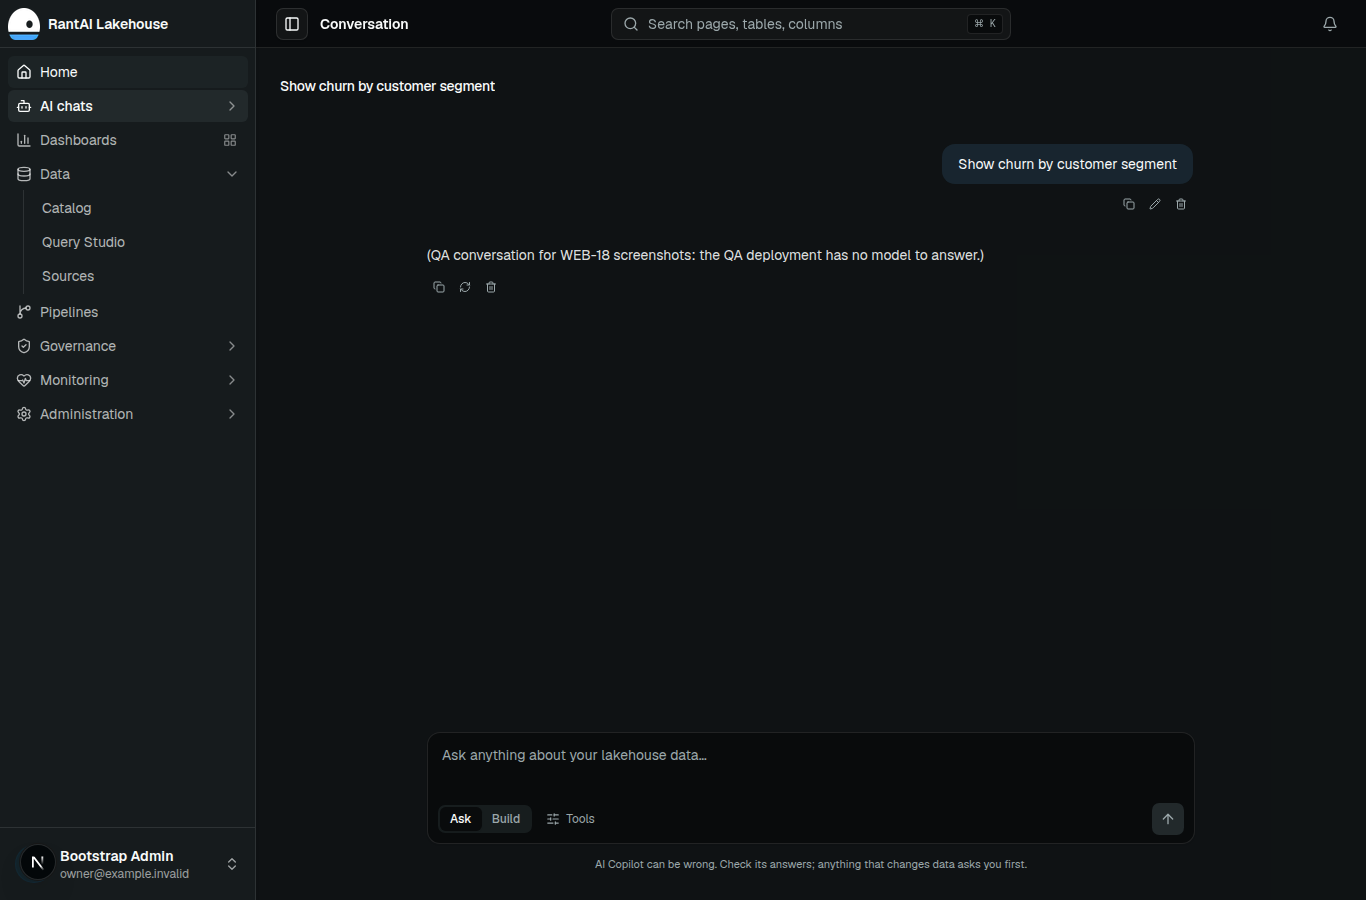 RantAI Lakehouse
Conversation
Search pages, tables, columns
⌘ K
Home
AI chats
Dashboards
Data
Catalog
Query Studio
Sources
Pipelines
Governance
Monitoring
Administration
Show churn by customer segment
Show churn by customer segment
(QA conversation for WEB-18 screenshots: the QA deployment has no model to answer.)
Ask anything about your lakehouse data…
Ask
Build
Tools
AI Copilot can be wrong. Check its answers; anything that changes data asks you first.
N
Bootstrap Admin
owner@example.invalid